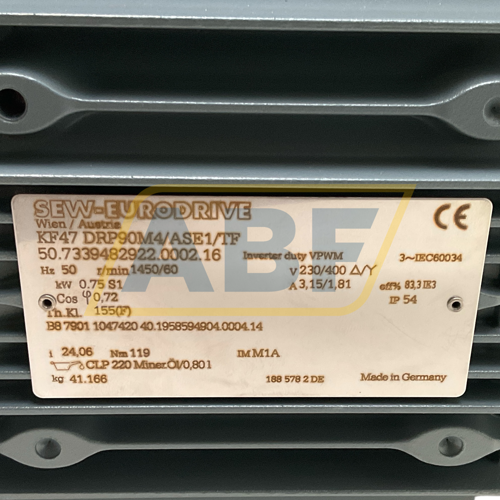 SEW-EURODRIVE
Wien / Austria
KF47 DRP90M4/ASE1/TF
50.7339482922.0002.16 Inverter duty VPWM 3~IEC60034
Hz 50 r/min 1450/60 V 230/400 Δ/Y
kW 0,75 S1 A 3,15/1,81 eff% 83,3 IE3
Cos φ 0,72 IP 54
Th.Kl. 155(F)
B8 7901 1047420 40.1958594904.0004.14
i 24,06 Nm 119 IM M1A
CLP 220 Miner.Öl/0,80 l
kg 41.166 188 578 2 DE Made in Germany
CE
ABF